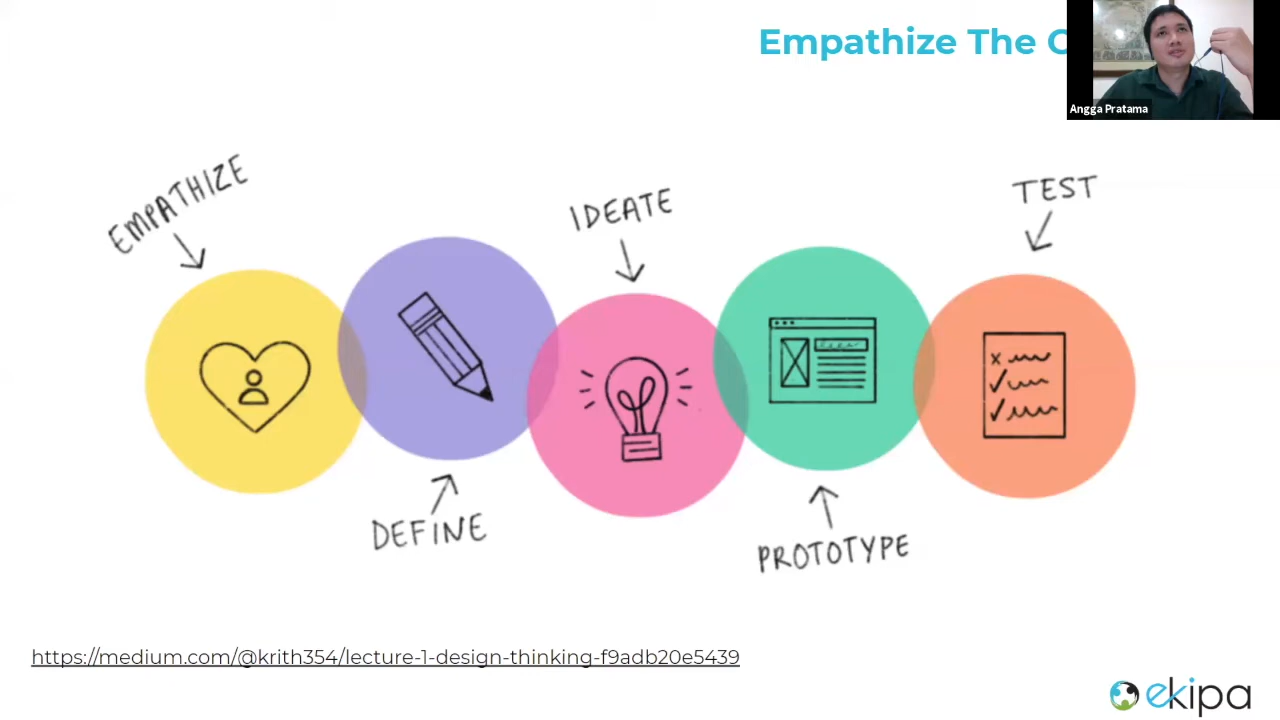 Empathize The
Angga Pratama
EMPATHIZE
IDEATE
TEST
DEFINE
PROTOTYPE
https://medium.com/@krith354/lecture-1-design-thinking-f9adb20e5439
ekipa